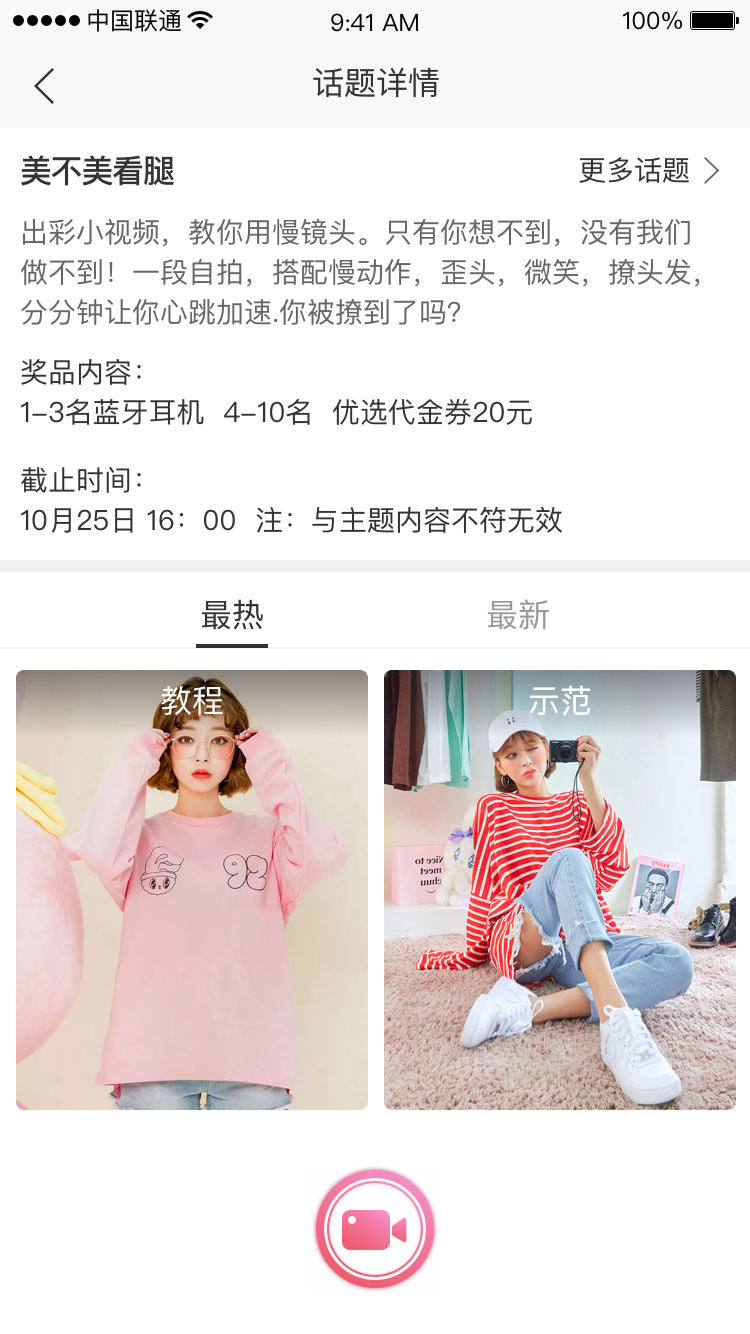 中国联通 9:41 AM 100%
话题详情
美不美看腿 更多话题
出彩小视频，教你用慢镜头。只有你想不到，没有我们
做不到！一段自拍，搭配慢动作，歪头，微笑，撩头发，
分分钟让你心跳加速.你被撩到了吗?
奖品内容：
1-3名蓝牙耳机 4-10名 优选代金券20元
截止时间：
10月25日 16：00 注：与主题内容不符无效
最热 最新
教程 示范
92
Nice to
meet
chuu
MAPS